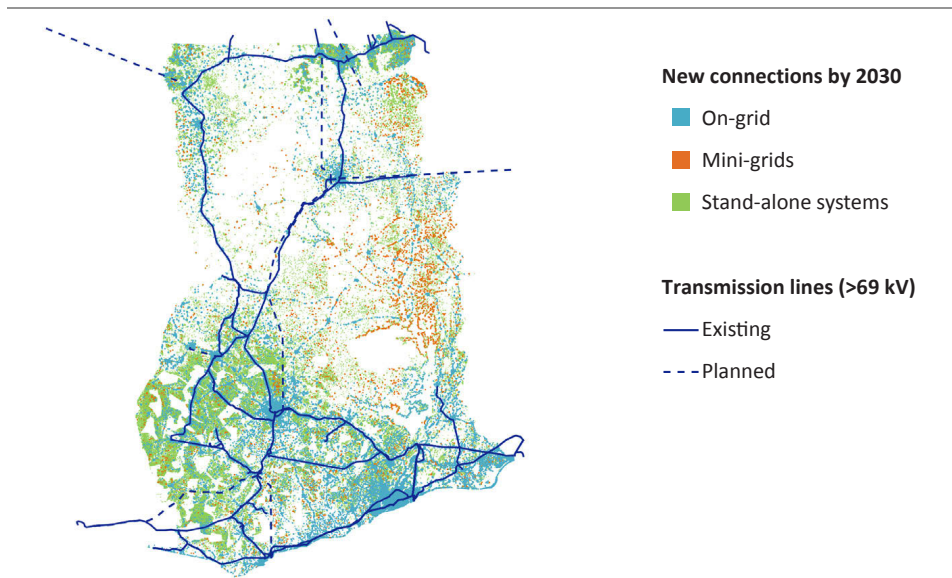 New connections by 2030
On-grid
Mini-grids
Stand-alone systems
Transmission lines (>69 kV)
Existing
Planned